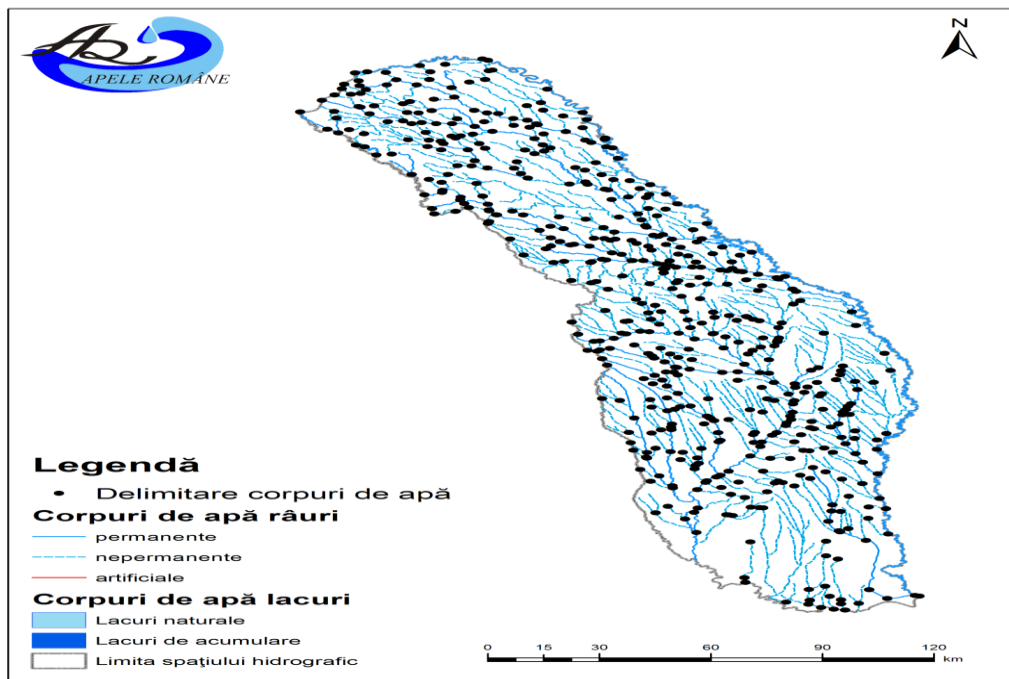 APELE ROMÂNE
N
Legendă
Delimitare corpuri de apă
Corpuri de apă râuri
permanente
nepermanente
artificiale
Corpuri de apă lacuri
Lacuri naturale
Lacuri de acumulare
Limita spaţiului hidrografic
0 15 30 60 90 120
km